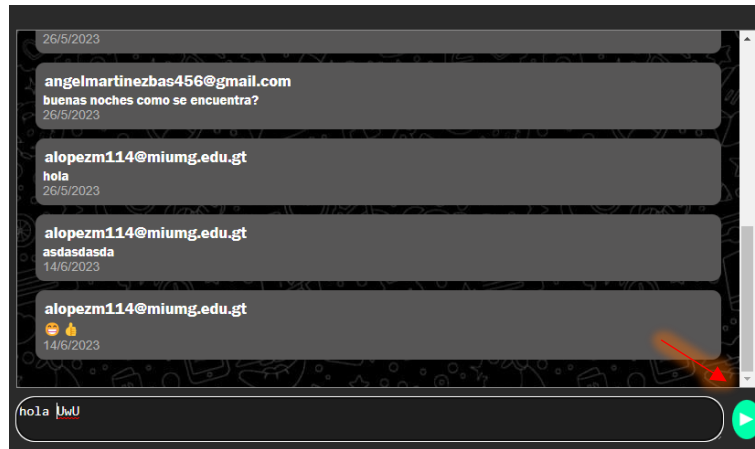 26/5/2023
angelmartinezbas456@gmail.com
buenas noches como se encuentra?
26/5/2023
alopezm114@miumg.edu.gt
hola
26/5/2023
alopezm114@miumg.edu.gt
asdasdasda
14/6/2023
alopezm114@miumg.edu.gt
😁👍
14/6/2023
hola UwU